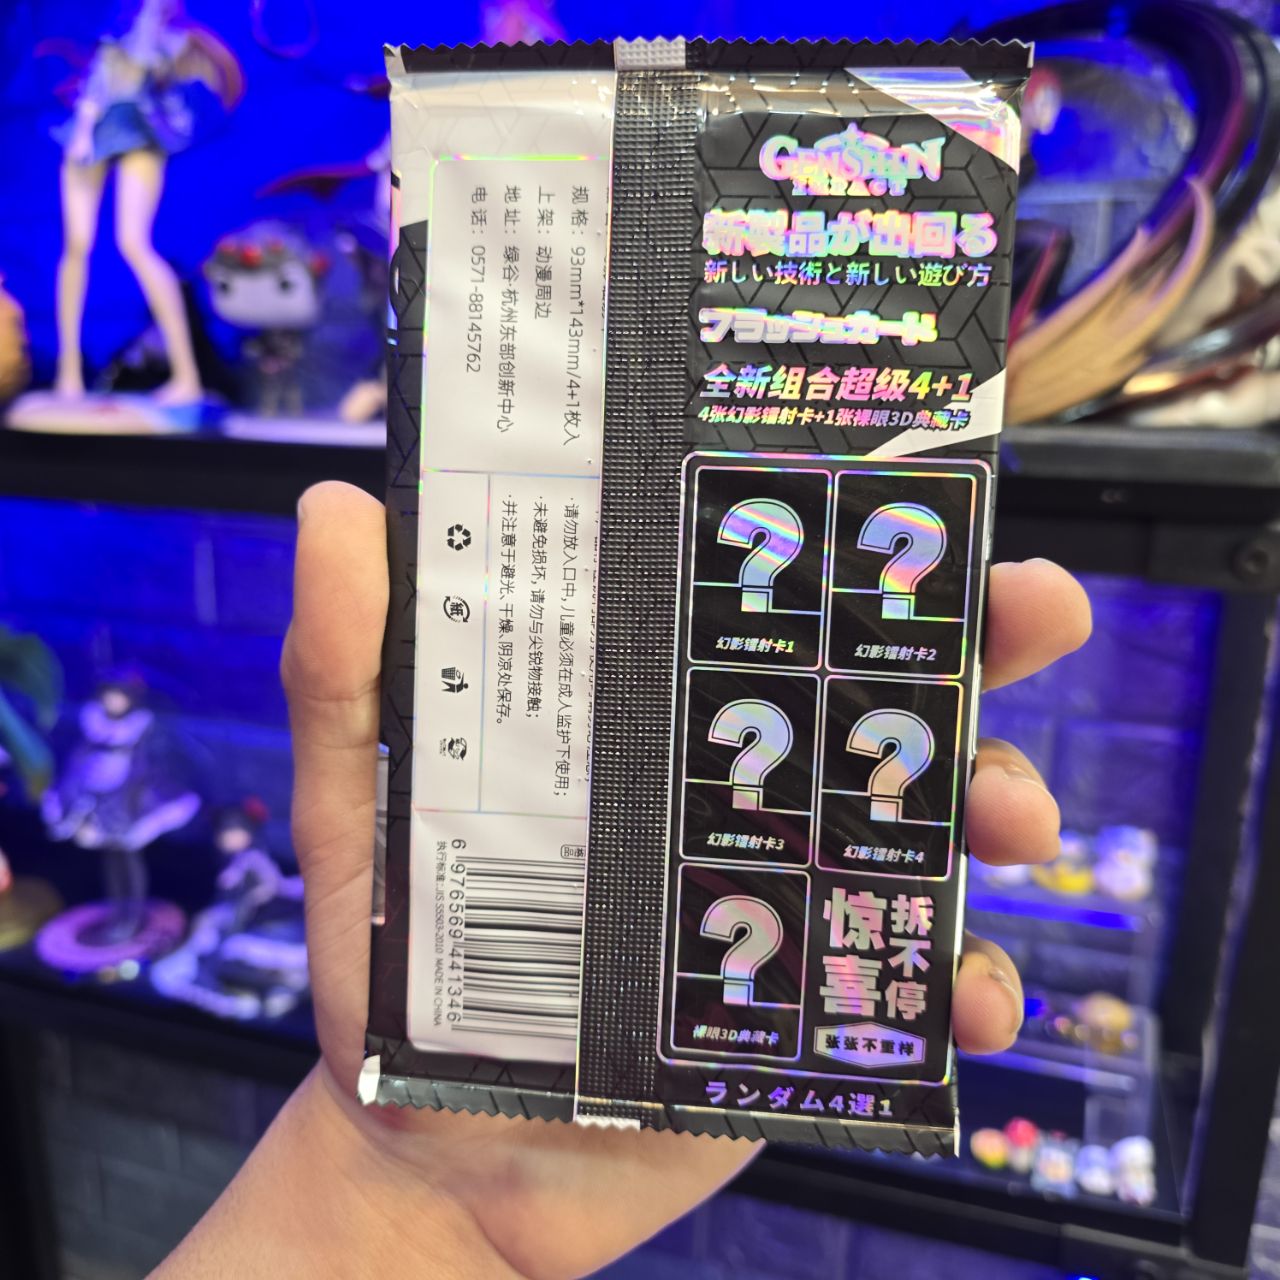 GENSHIN
IMPACT
新製品が出回る
新しい技術と新しい遊び方
フラッシュカード
全新组合超级4+1
4张幻影镭射卡+1张裸眼3D典藏卡
幻影镭射卡1
幻影镭射卡2
幻影镭射卡3
幻影镭射卡4
裸眼3D典藏卡
惊喜
拆不停
张张不重样
ランダム4選1
规格：93mm*143mm/4+1枚入
上架：动漫周边
地址：绿谷·杭州东部创新中心
电话：0571-88145762
·请勿放入口中,儿童必须在成人监护下使用；
·未避免损坏,请勿与尖锐物接触；
·并注意于避光、干燥、阴凉处保存。
紙
6 976569 441346
执行标准:JIS S5503-2010 MADE IN CHINA